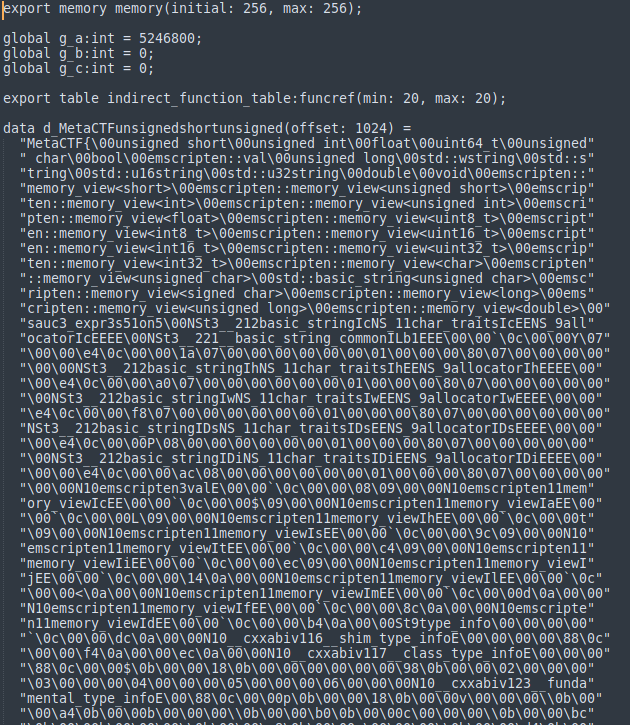 export memory memory(initial: 256, max: 256);
global g_a:int = 5246800;
global g_b:int = 0;
global g_c:int = 0;
export table indirect_function_table:funcref(min: 20, max: 20);
data d_MetaCTFunsignedshortunsigned(offset: 1024) =
"MetaCTF{\00unsigned short\00unsigned int\00float\00uint64_t\00unsigned"
" char\00bool\00emscripten::val\00unsigned long\00std::wstring\00std::s"
"tring\00std::u16string\00std::u32string\00double\00void\00emscripten::"
"memory_view<short>\00emscripten::memory_view<unsigned short>\00emscrip"
"ten::memory_view<int>\00emscripten::memory_view<unsigned int>\00emscri"
"pten::memory_view<float>\00emscripten::memory_view<uint8_t>\00emscript"
"en::memory_view<int8_t>\00emscripten::memory_view<uint16_t>\00emscript"
"en::memory_view<int16_t>\00emscripten::memory_view<uint32_t>\00emscrip"
"ten::memory_view<int32_t>\00emscripten::memory_view<char>\00emscripten"
"::memory_view<unsigned char>\00std::basic_string<unsigned char>\00emsc"
"ripten::memory_view<signed char>\00emscripten::memory_view<long>\00ems"
"cripten::memory_view<unsigned long>\00emscripten::memory_view<double>\00"
"sauc3_expr3s51on5\00NSt3__212basic_stringIcNS_11char_traitsIcEENS_9all"
"ocatorIcEEEE\00NSt3__221__basic_string_commonILb1EEE\00\00`\0c\00\00Y\07"
"\00\00\00\e4\0c\00\00\1a\07\00\00\00\00\00\00\01\00\00\00\80\07\00\00\00\00"
"\00\00NSt3__212basic_stringIhNS_11char_traitsIhEENS_9allocatorIhEEEE\00\00"
"\00\e4\0c\00\00\a0\07\00\00\00\00\00\00\01\00\00\00\80\07\00\00\00\00\00"
"\00NSt3__212basic_stringIwNS_11char_traitsIwEENS_9allocatorIwEEEE\00\00\00"
"\e4\0c\00\00\f8\07\00\00\00\00\00\00\01\00\00\00\80\07\00\00\00\00\00\00"
"NSt3__212basic_stringIDsNS_11char_traitsIDsEENS_9allocatorIDsEEEE\00\00"
"\00\e4\0c\00\00P\08\00\00\00\00\00\00\01\00\00\00\80\07\00\00\00\00\00"
"\00NSt3__212basic_stringIDiNS_11char_traitsIDiEENS_9allocatorIDiEEEE\00"
"\00\00\e4\0c\00\00\ac\08\00\00\00\00\00\00\01\00\00\00\80\07\00\00\00\00"
"\00\00N10emscripten3valE\00\00`\0c\00\00\08\09\00\00N10emscripten11mem"
"ory_viewIcEE\00\00`\0c\00\00$\09\00\00N10emscripten11memory_viewIaEE\00"
"\00`\0c\00\00L\09\00\00N10emscripten11memory_viewIhEE\00\00`\0c\00\00t"
"\09\00\00N10emscripten11memory_viewIsEE\00\00`\0c\00\00\9c\09\00\00N10"
"emscripten11memory_viewItEE\00\00`\0c\00\00\c4\09\00\00N10emscripten11"
"memory_viewIiEE\00\00`\0c\00\00\ec\09\00\00N10emscripten11memory_viewI"
"jEE\00\00`\0c\00\00\14\0a\00\00N10emscripten11memory_viewIlEE\00\00`\0c"
"\00\00<\0a\00\00N10emscripten11memory_viewImEE\00\00`\0c\00\00d\0a\00\00"
"N10emscripten11memory_viewIfEE\00\00`\0c\00\00\8c\0a\00\00N10emscripte"
"n11memory_viewIdEE\00\00`\0c\00\00\b4\0a\00\00St9type_info\00\00\00\00"
"`\0c\00\00\dc\0a\00\00N10__cxxabiv116__shim_type_infoE\00\00\00\00\88\0c"
"\00\00\f4\0a\00\00\ec\0a\00\00N10__cxxabiv117__class_type_infoE\00\00\00"
"\88\0c\00\00$\0b\00\00\18\0b\00\00\00\00\00\00\98\0b\00\00\02\00\00\00"
"\03\00\00\00\04\00\00\00\05\00\00\00\06\00\00\00N10__cxxabiv123__funda"
"mental_type_infoE\00\88\0c\00\00p\0b\00\00\18\0b\00\00v\00\00\00\\0b\00"